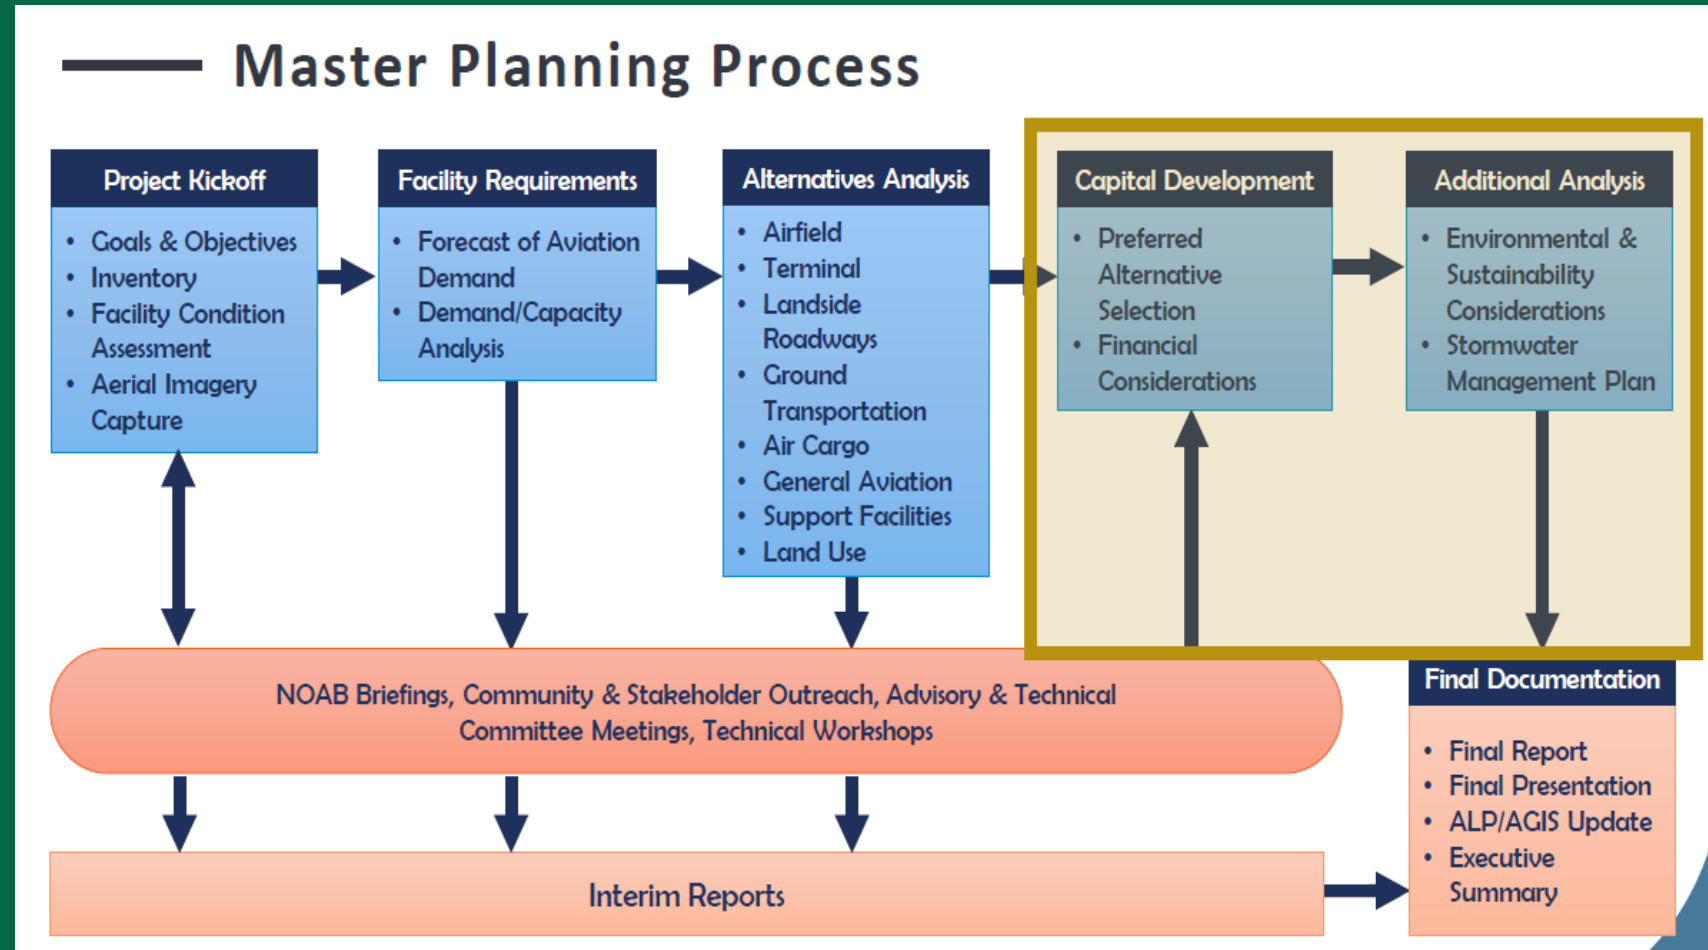 Master Planning Process
Project Kickoff
• Goals & Objectives
• Inventory
• Facility Condition
Assessment
• Aerial Imagery
Capture
Facility Requirements
• Forecast of Aviation
Demand
• Demand/Capacity
Analysis
Alternatives Analysis
• Airfield
• Terminal
• Landside
Roadways
• Ground
Transportation
• Air Cargo
• General Aviation
• Support Facilities
• Land Use
Capital Development
• Preferred
Alternative
Selection
• Financial
Considerations
Additional Analysis
• Environmental &
Sustainability
Considerations
• Stormwater
Management Plan
NOAB Briefings, Community & Stakeholder Outreach, Advisory & Technical
Committee Meetings, Technical Workshops
Interim Reports
Final Documentation
• Final Report
• Final Presentation
• ALP/AGIS Update
• Executive
Summary